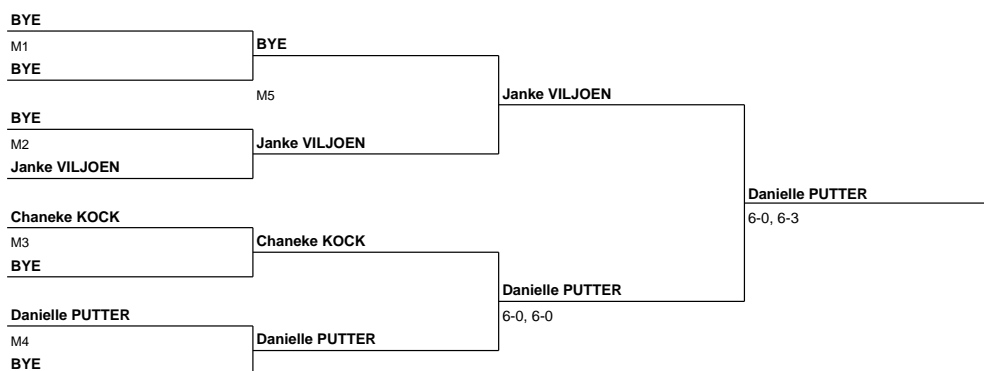 BYE
M1
BYE
BYE
M5
BYE
M2
Janke VILJOEN
Janke VILJOEN
Janke VILJOEN
Chaneke KOCK
M3
BYE
Chaneke KOCK
Danielle PUTTER
M4
BYE
Danielle PUTTER
Danielle PUTTER
6-0, 6-0
Danielle PUTTER
6-0, 6-3